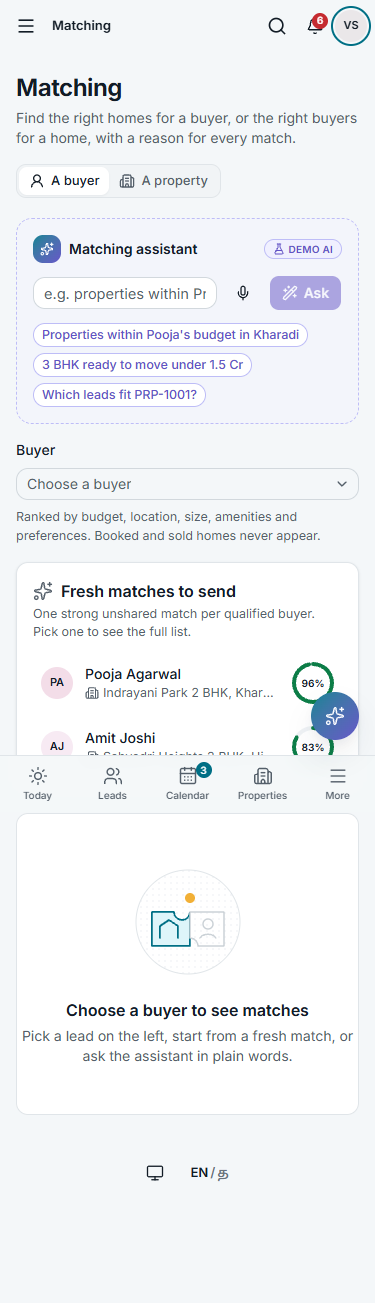 Matching
6
VS
Matching
Find the right homes for a buyer, or the right buyers
for a home, with a reason for every match.
A buyer
A property
Matching assistant
DEMO AI
e.g. properties within Pr
Ask
Properties within Pooja's budget in Kharadi
3 BHK ready to move under 1.5 Cr
Which leads fit PRP-1001?
Buyer
Choose a buyer
Ranked by budget, location, size, amenities and
preferences. Booked and sold homes never appear.
Fresh matches to send
One strong unshared match per qualified buyer.
Pick one to see the full list.
PA
Pooja Agarwal
Indrayani Park 2 BHK, Khar...
96%
AJ
Amit Joshi
83%
Today
Leads
3
Calendar
Properties
More
Choose a buyer to see matches
Pick a lead on the left, start from a fresh match, or
ask the assistant in plain words.
EN / த